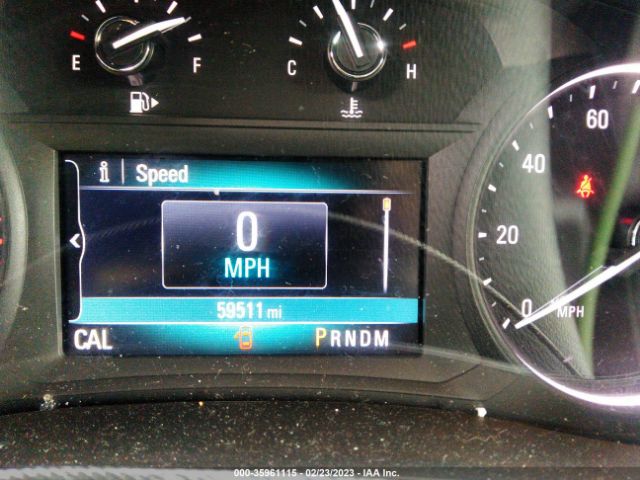 E F
C H
i | Speed
0
MPH
59511 mi
CAL
PRNDM
60
40
20
0
MPH
000-35961115 - 02/23/2023 - IAA Inc.